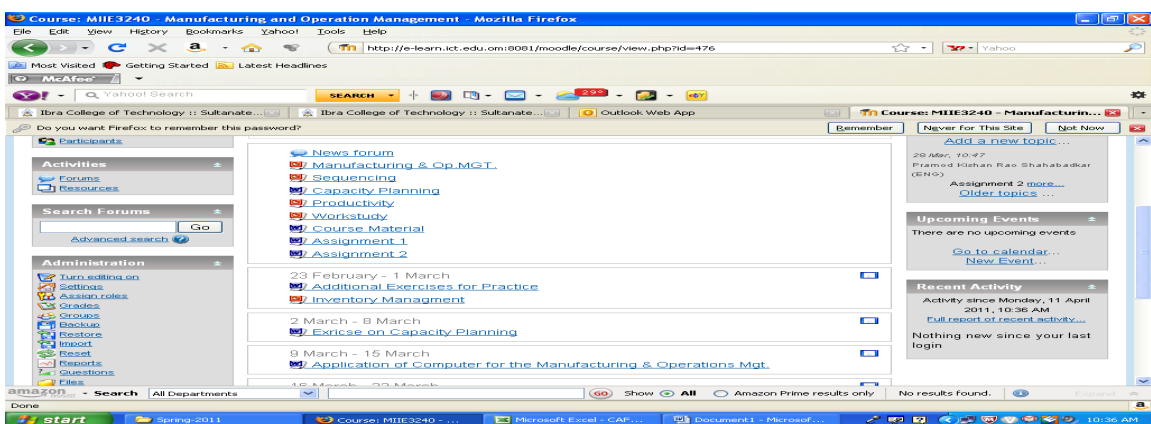 Course: MIIE3240 - Manufacturing and Operation Management - Mozilla Firefox
File Edit View History Bookmarks Yahoo! Tools Help
http://e-learn.ict.edu.om:8081/moodle/course/view.php?id=476 Yahoo
Most Visited Getting Started Latest Headlines
McAfee
Yahoo! Search SEARCH 29°
Ibra College of Technology :: Sultanate... Ibra College of Technology :: Sultanate... Outlook Web App Course: MIIE3240 - Manufacturin...
Do you want Firefox to remember this password? Remember Never for This Site Not Now
Participants
Activities
Forums
Resources
Search Forums
Go
Advanced search
Administration
Turn editing on
Settings
Assign roles
Grades
Groups
Backup
Restore
Import
Reset
Reports
Questions
Files
News forum
Manufacturing & Op.MGT.
Sequencing
Capacity Planning
Productivity
Workstudy
Course Material
Assignment 1
Assignment 2
23 February - 1 March
Additional Exercises for Practice
Inventory Managment
2 March - 8 March
Exricse on Capacity Planning
9 March - 15 March
Application of Computer for the Manufacturing & Operations Mgt.
16 March - 22 March
Add a new topic...
28 Mar, 10:47
Pramod Kishan Rao Shahabadkar (ENG)
Assignment 2 more...
Older topics ...
Upcoming Events
There are no upcoming events
Go to calendar...
New Event...
Recent Activity
Activity since Monday, 11 April 2011, 10:36 AM
Full report of recent activity...
Nothing new since your last login
amazon Search All Departments GO Show All Amazon Prime results only No results found. Expand
Done
start Spring-2011 Course: MIIE3240 - ... Microsoft Excel - CAF... Document1 - Microsof... 10:36 AM